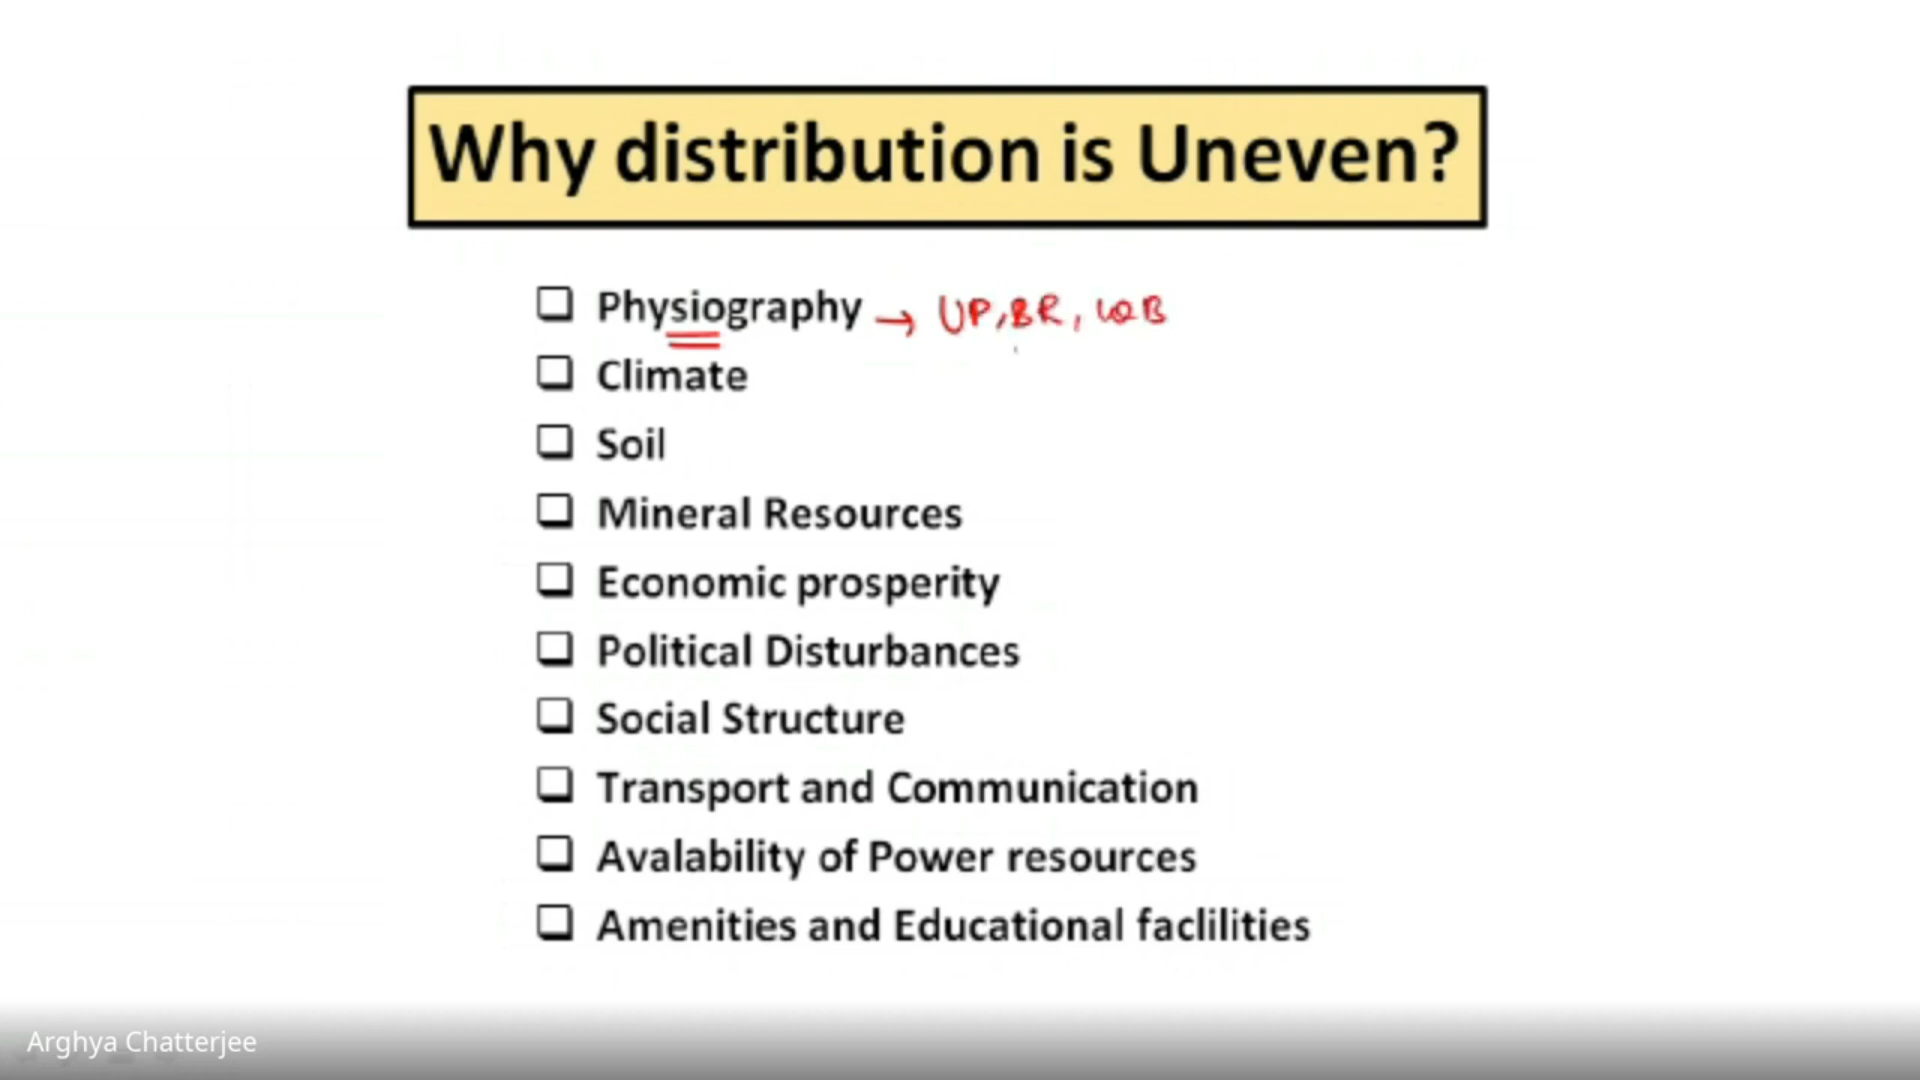 Why distribution is Uneven?
Physiography → UP, BR, WB
Climate
Soil
Mineral Resources
Economic prosperity
Political Disturbances
Social Structure
Transport and Communication
Avalability of Power resources
Amenities and Educational faclilities
Arghya Chatterjee